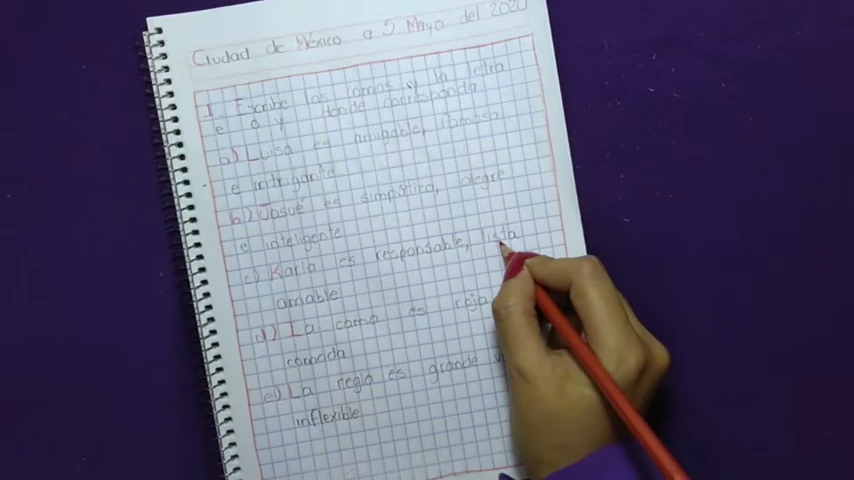 Ciudad de México a 5 Mayo del 2020
1. Escribe las comas y la letra
e o y donde corresponda
a) Luisa es amigable, famosa
e intrigante
b) Josué es simpático, alegre
e inteligente
c) Karla es responsable, lista
amable
d) La cama es roja
comoda
e) La regla es grande y
inflexible